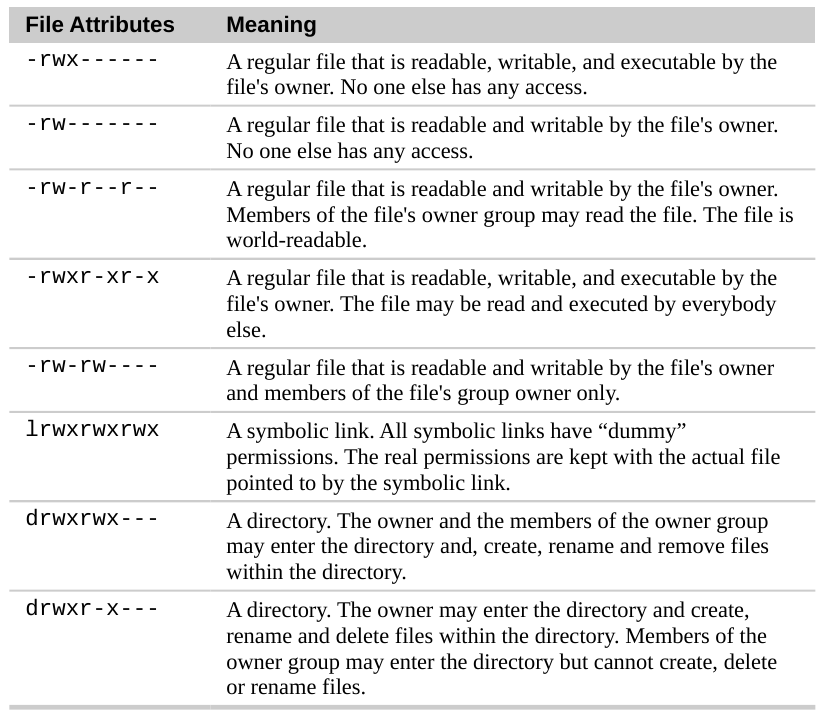 File Attributes Meaning
-rwx------ A regular file that is readable, writable, and executable by the
file's owner. No one else has any access.
-rw------- A regular file that is readable and writable by the file's owner.
No one else has any access.
-rw-r--r-- A regular file that is readable and writable by the file's owner.
Members of the file's owner group may read the file. The file is
world-readable.
-rwxr-xr-x A regular file that is readable, writable, and executable by the
file's owner. The file may be read and executed by everybody
else.
-rw-rw---- A regular file that is readable and writable by the file's owner
and members of the file's group owner only.
lrwxrwxrwx A symbolic link. All symbolic links have “dummy”
permissions. The real permissions are kept with the actual file
pointed to by the symbolic link.
drwxrwx--- A directory. The owner and the members of the owner group
may enter the directory and, create, rename and remove files
within the directory.
drwxr-x--- A directory. The owner may enter the directory and create,
rename and delete files within the directory. Members of the
owner group may enter the directory but cannot create, delete
or rename files.